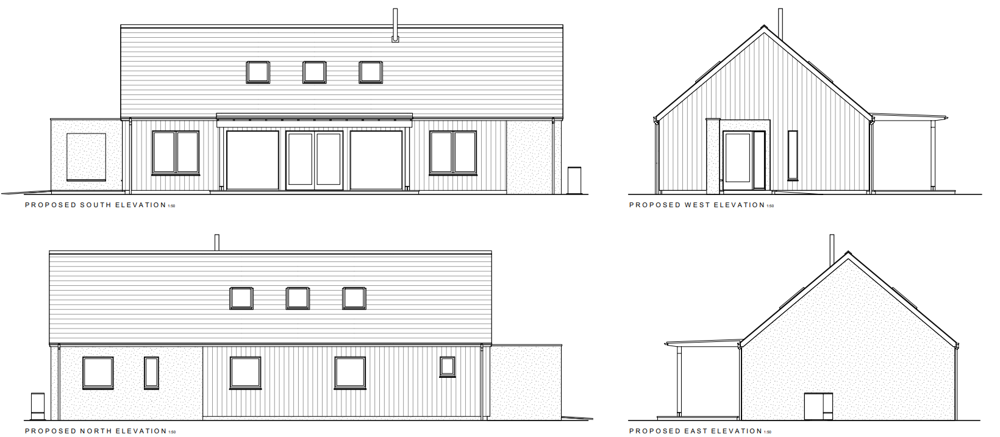 PROPOSED SOUTH ELEVATION 1:50
PROPOSED WEST ELEVATION 1:50
PROPOSED NORTH ELEVATION 1:50
PROPOSED EAST ELEVATION 1:50